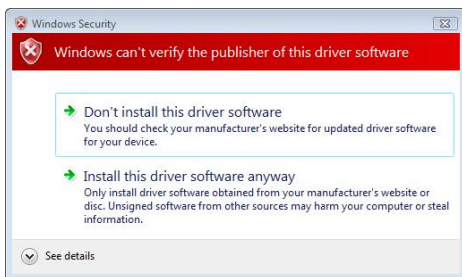 Windows Security
Windows can't verify the publisher of this driver software
Don't install this driver software
You should check your manufacturer's website for updated driver software
for your device.
Install this driver software anyway
Only install driver software obtained from your manufacturer's website or
disc. Unsigned software from other sources may harm your computer or steal
information.
See details